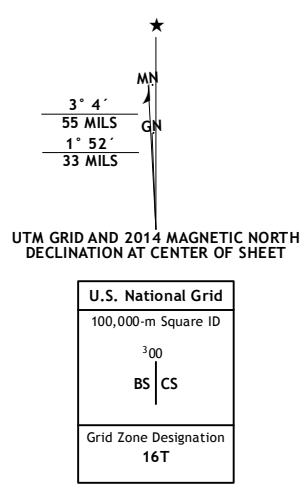 ★
MN
3° 4´
55 MILS
GN
1° 52´
33 MILS
UTM GRID AND 2014 MAGNETIC NORTH
DECLINATION AT CENTER OF SHEET
U.S. National Grid
100,000-m Square ID
³00
BS CS
Grid Zone Designation
16T